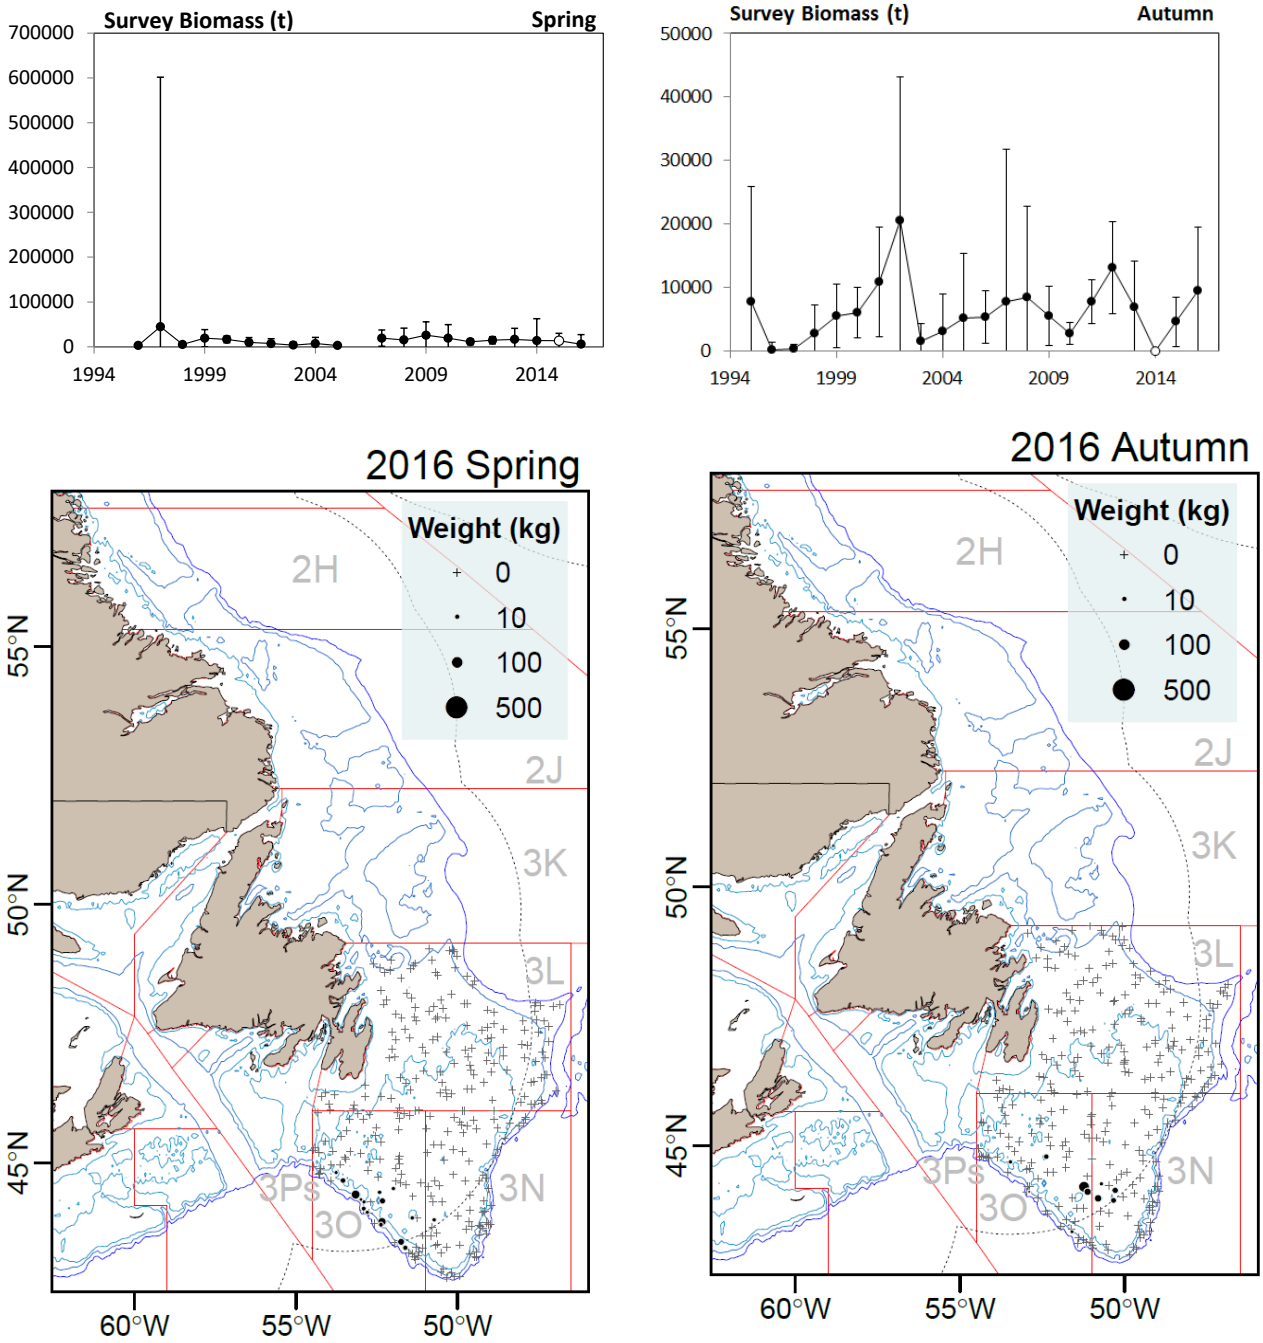 Survey Biomass (t) Spring
700000
600000
500000
400000
300000
200000
100000
0
1994 1999 2004 2009 2014
Survey Biomass (t) Autumn
50000
40000
30000
20000
10000
0
1994 1999 2004 2009 2014
2016 Spring
Weight (kg)
0
10
100
500
2H
2J
3K
3L
3N
3O
3Ps
55°N
50°N
45°N
60°W 55°W 50°W
2016 Autumn
Weight (kg)
0
10
100
500
2H
2J
3K
3L
3N
3O
3Ps
55°N
50°N
45°N
60°W 55°W 50°W